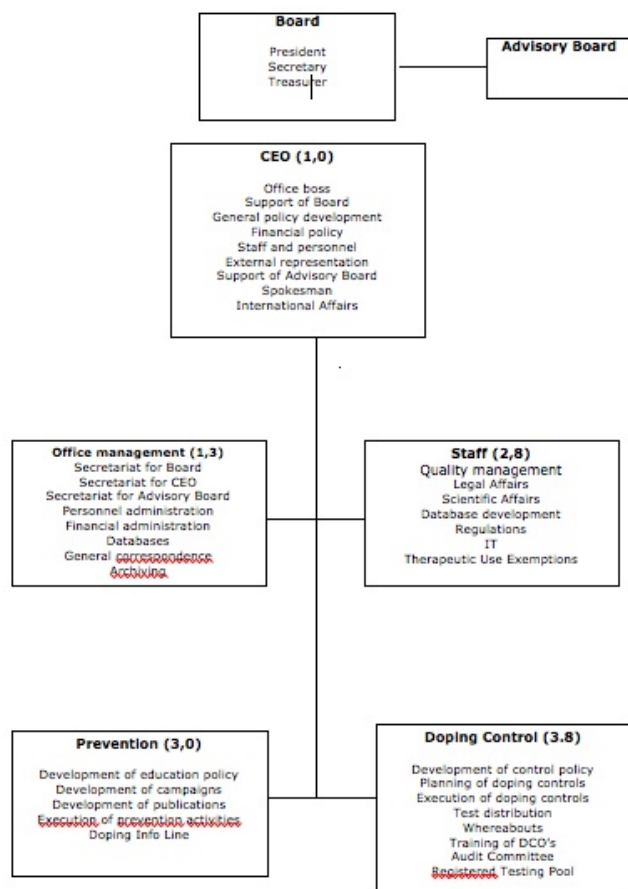 Board
President
Secretary
Treasurer
Advisory Board
CEO (1,0)
Office boss
Support of Board
General policy development
Financial policy
Staff and personnel
External representation
Support of Advisory Board
Spokesman
International Affairs
Office management (1,3)
Secretariat for Board
Secretariat for CEO
Secretariat for Advisory Board
Personnel administration
Financial administration
Databases
General correspondence
Archiving
Staff (2,8)
Quality management
Legal Affairs
Scientific Affairs
Database development
Regulations
IT
Therapeutic Use Exemptions
Prevention (3,0)
Development of education policy
Development of campaigns
Development of publications
Execution of prevention activities
Doping Info Line
Doping Control (3.8)
Development of control policy
Planning of doping controls
Execution of doping controls
Test distribution
Whereabouts
Training of DCO's
Audit Committee
Registered Testing Pool